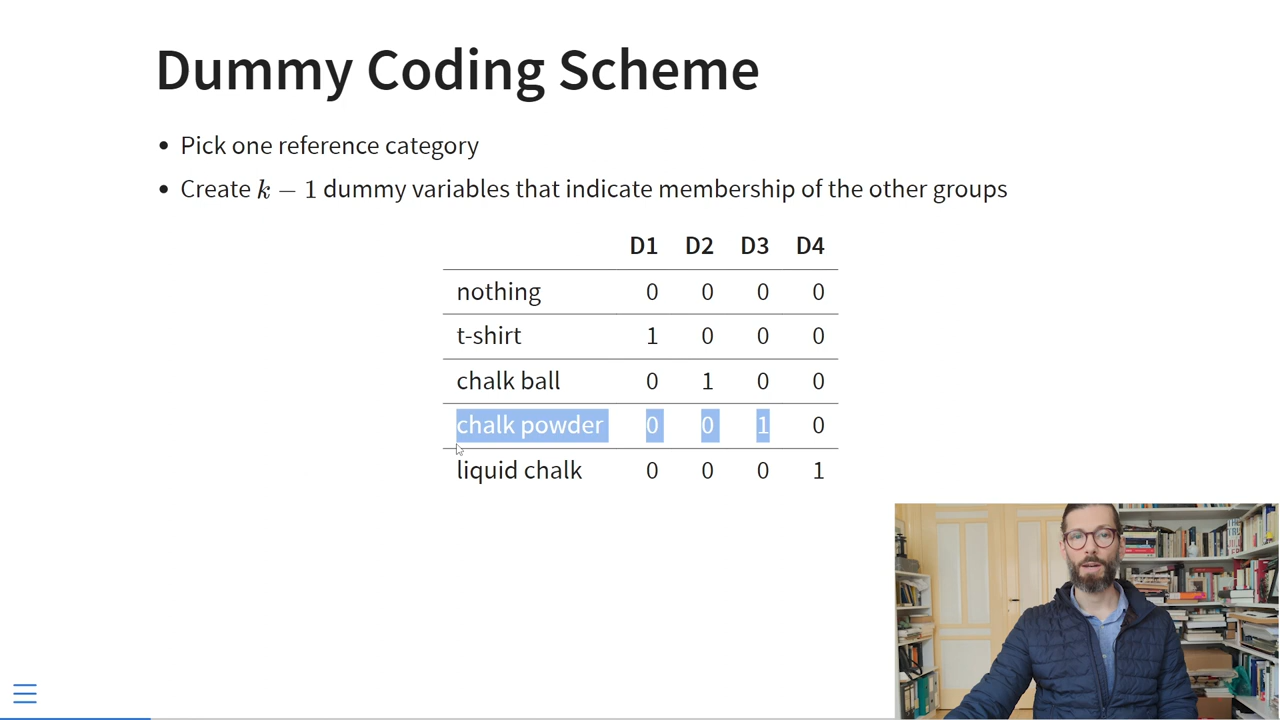 Dummy Coding Scheme
• Pick one reference category
• Create k − 1 dummy variables that indicate membership of the other groups
D1 D2 D3 D4
nothing 0 0 0 0
t-shirt 1 0 0 0
chalk ball 0 1 0 0
chalk powder 0 0 1 0
liquid chalk 0 0 0 1